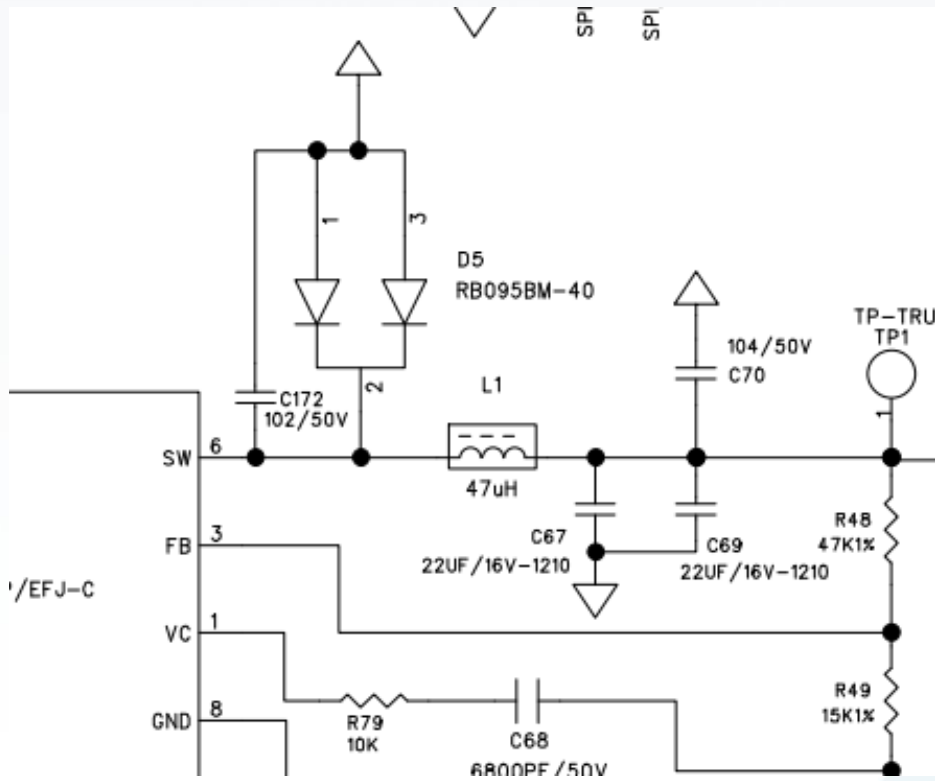 SPI
SPI
1
3
D5
RB095BM-40
TP-TRU
TP1
104/50V
C70
2
L1
C172
102/50V
1
SW
6
47uH
R48
47K1%
C67
22UF/16V-1210
C69
22UF/16V-1210
FB
3
/EFJ-C
VC
1
R49
15K1%
GND
8
R79
10K
C68
6800PF/50V